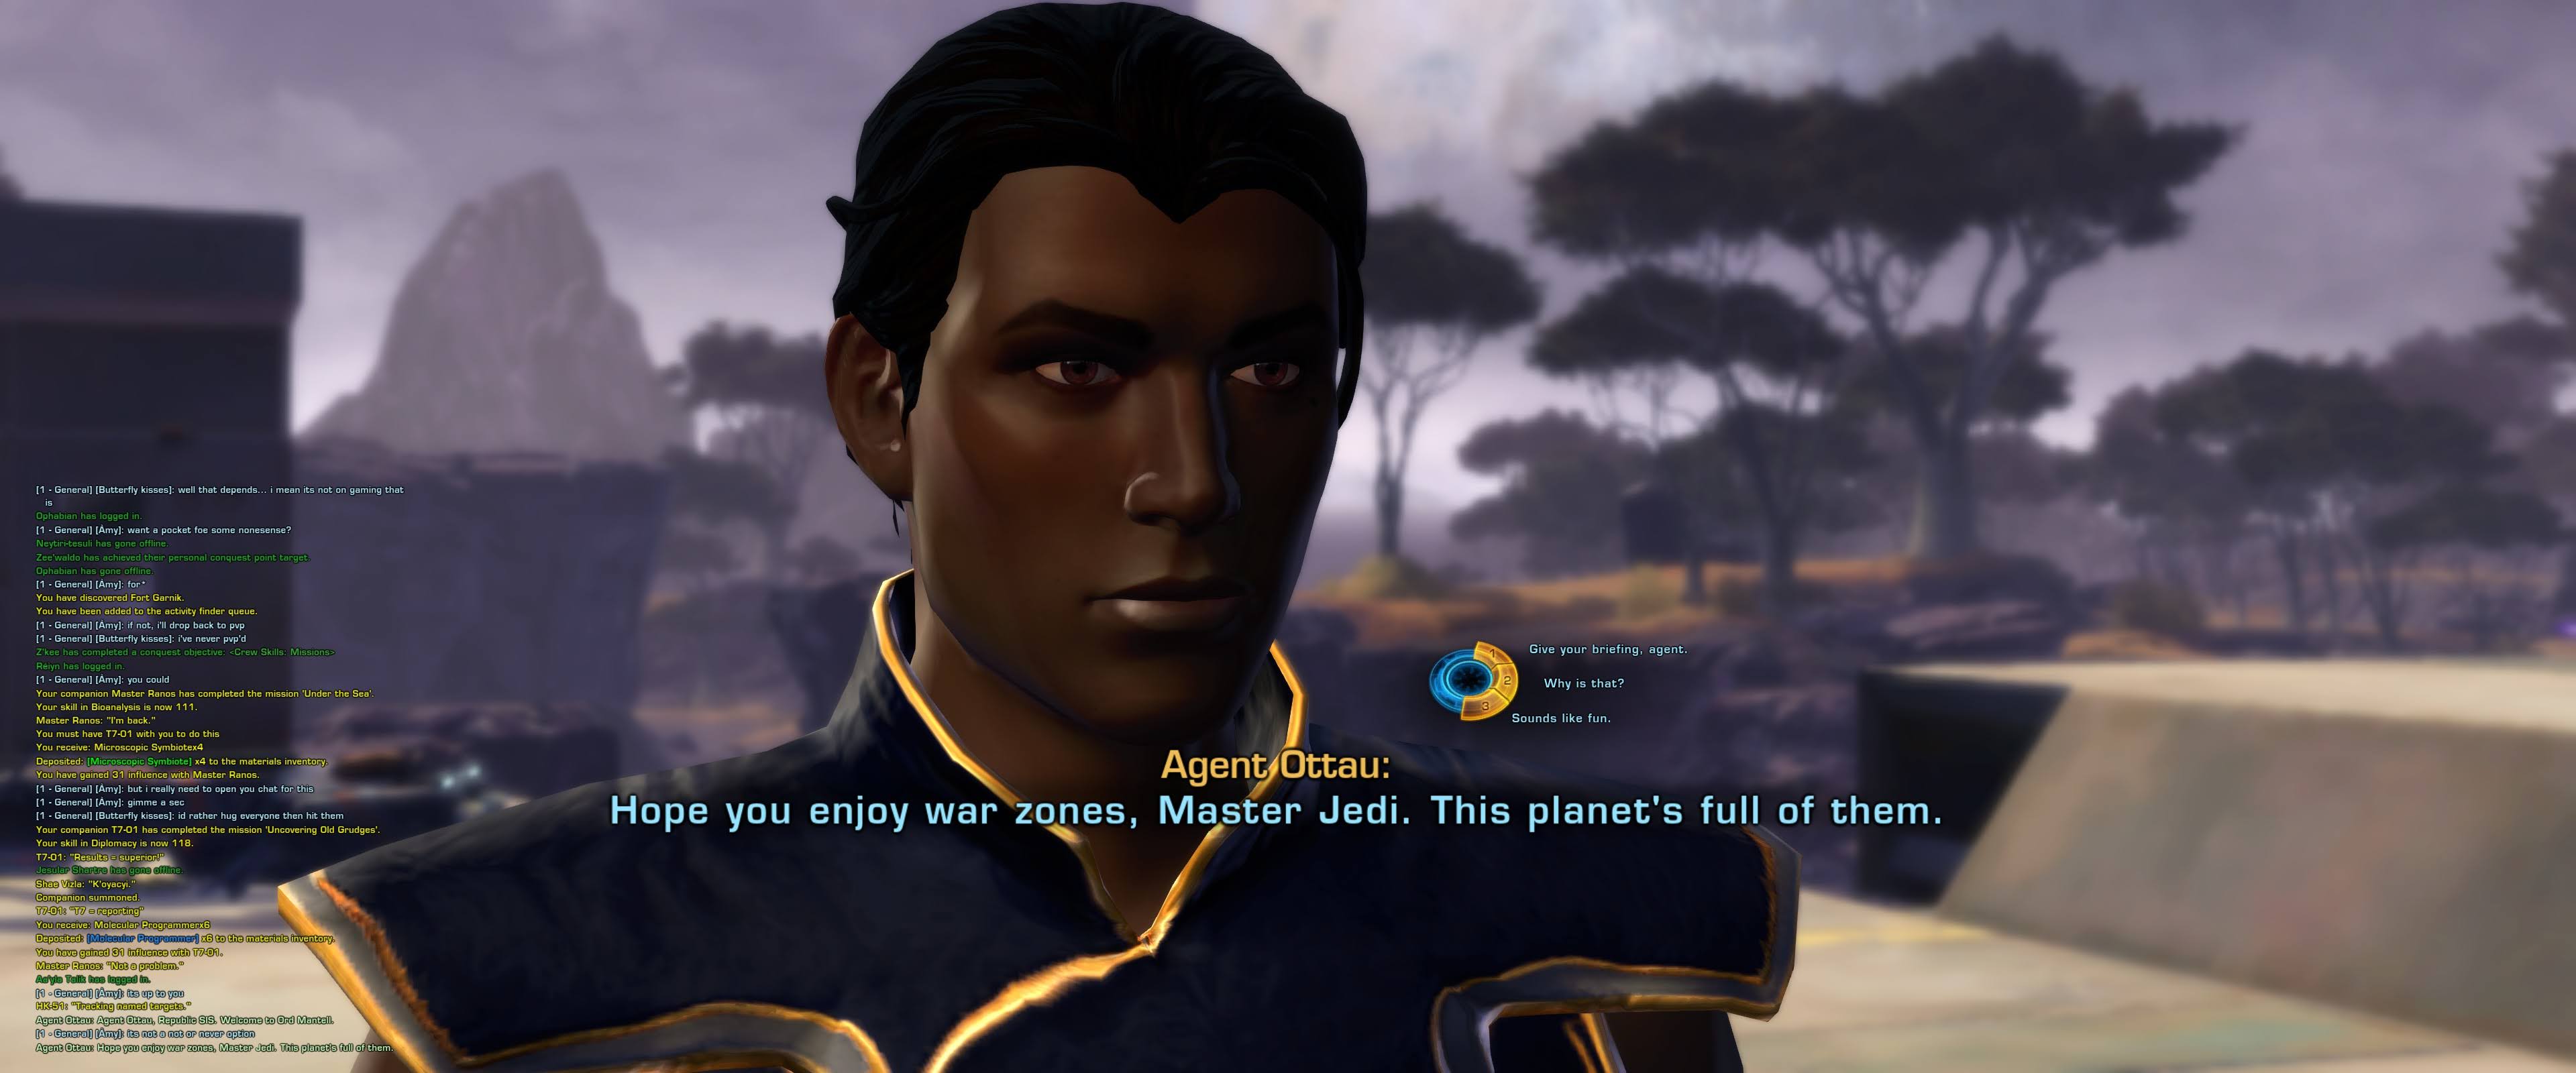 [1 - General] [Butterfly kisses]: well that depends... i mean its not on gaming that
is
Ophabian has logged in.
[1 - General] [Âmy]: want a pocket foe some nonesense?
Neytiri-tesuli has gone offline.
Zee'waldo has achieved their personal conquest point target.
Ophabian has gone offline.
[1 - General] [Âmy]: for*
You have discovered Fort Garnik.
You have been added to the activity finder queue.
[1 - General] [Âmy]: if not, i'll drop back to pvp
[1 - General] [Butterfly kisses]: i've never pvp'd
Z'kee has completed a conquest objective: <Crew Skills: Missions>
Rèiyn has logged in.
[1 - General] [Âmy]: you could
Your companion Master Ranos has completed the mission 'Under the Sea'.
Your skill in Bioanalysis is now 111.
Master Ranos: "I'm back."
You must have T7-01 with you to do this
You receive: Microscopic Symbiotex4
Deposited: [Microscopic Symbiote] x4 to the materials inventory.
You have gained 31 influence with Master Ranos.
[1 - General] [Âmy]: but i really need to open you chat for this
[1 - General] [Âmy]: gimme a sec
[1 - General] [Butterfly kisses]: id rather hug everyone then hit them
Your companion T7-01 has completed the mission 'Uncovering Old Grudges'.
Your skill in Diplomacy is now 118.
T7-01: "Results = superior!"
Jesular Shartra has gone offline.
Shae Vizla: "K'oyacyi."
Companion summoned.
T7-01: "T7 = reporting"
You receive: Molecular Programmerx6
Deposited: [Molecular Programmer] x6 to the materials inventory.
You have gained 31 influence with T7-01.
Master Ranos: "Not a problem."
has logged in.
[1 - General] [Âmy]: its up to you
HK-51: "Tracking named targets."
Agent Ottau: Agent Ottau, Republic SIS. Welcome to Ord Mantell.
[1 - General] [Âmy]: its not a not or never option
Agent Ottau: Hope you enjoy war zones, Master Jedi. This planet's full of them.
1
Give your briefing, agent.
2
Why is that?
3
Sounds like fun.
Agent Ottau:
Hope you enjoy war zones, Master Jedi. This planet's full of them.